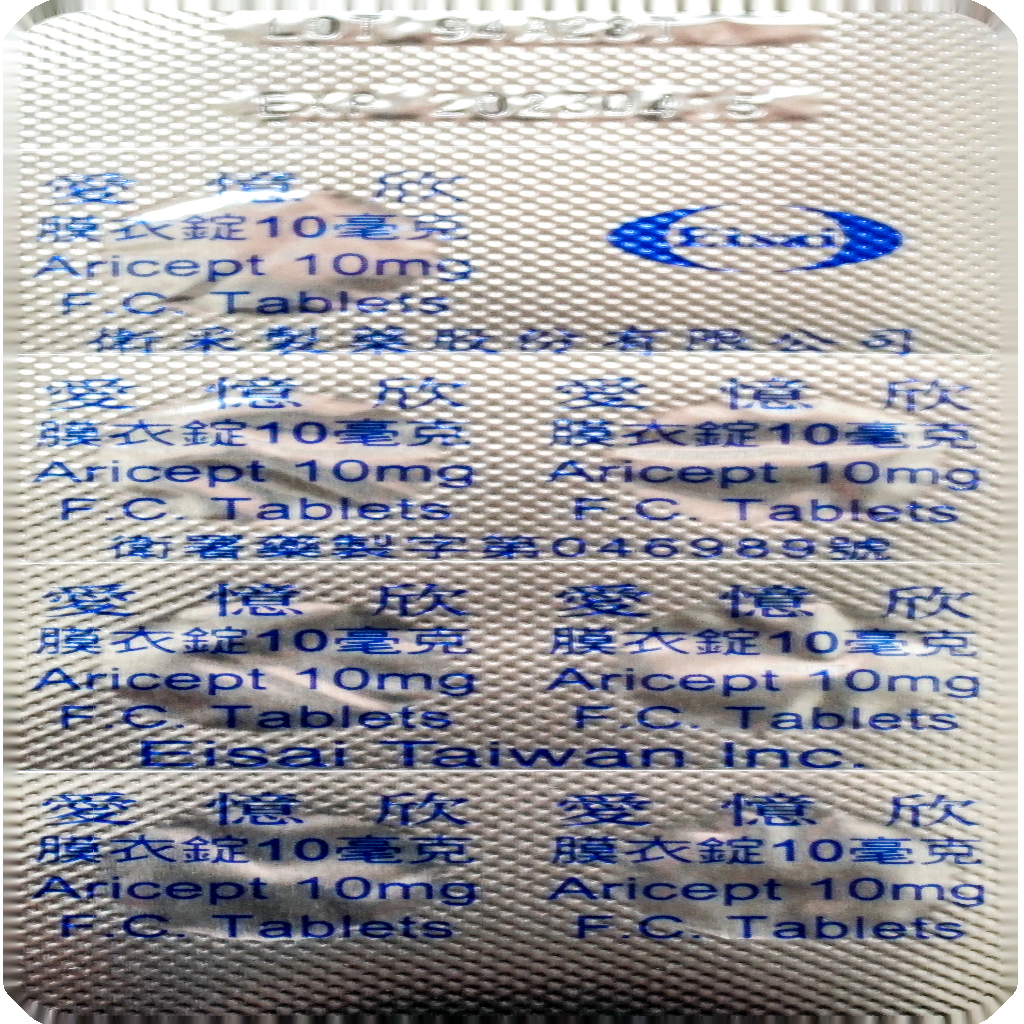 LOT 94A28T
EXP 202304 5
愛憶欣
膜衣錠10毫克
Aricept 10mg
F.C. Tablets
Eisai
衛采製藥股份有限公司
愛憶欣 愛憶欣
膜衣錠10毫克 膜衣錠10毫克
Aricept 10mg Aricept 10mg
F.C. Tablets F.C. Tablets
衛署藥製字第046989號
愛憶欣 愛憶欣
膜衣錠10毫克 膜衣錠10毫克
Aricept 10mg Aricept 10mg
F.C. Tablets F.C. Tablets
Eisai Taiwan Inc.
愛憶欣 愛憶欣
膜衣錠10毫克 膜衣錠10毫克
Aricept 10mg Aricept 10mg
F.C. Tablets F.C. Tablets